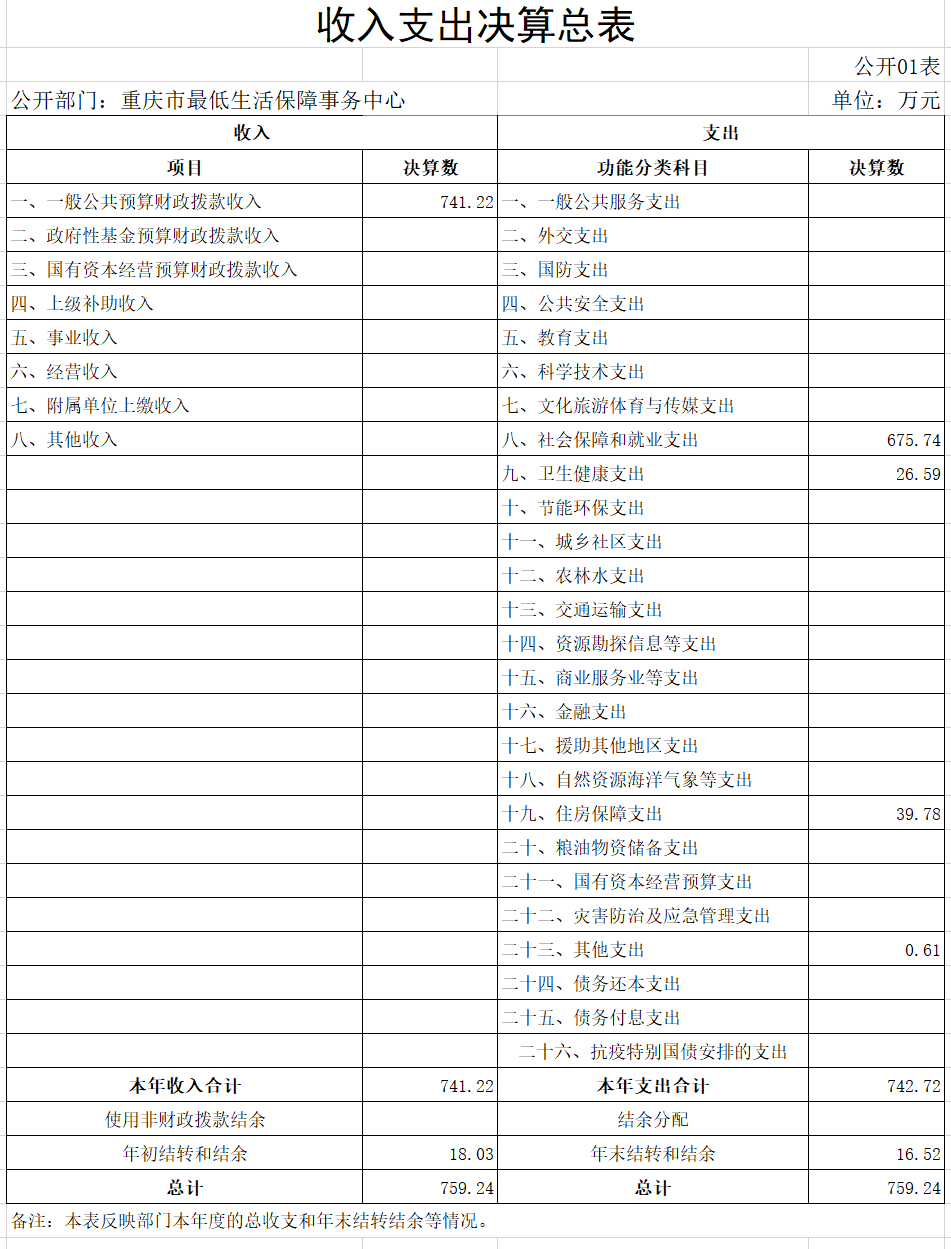 收入支出决算总表
公开01表
公开部门：重庆市最低生活保障事务中心 单位：万元
收入 支出
项目 决算数 功能分类科目 决算数
一、一般公共预算财政拨款收入 741.22 一、一般公共服务支出
二、政府性基金预算财政拨款收入 二、外交支出
三、国有资本经营预算财政拨款收入 三、国防支出
四、上级补助收入 四、公共安全支出
五、事业收入 五、教育支出
六、经营收入 六、科学技术支出
七、附属单位上缴收入 七、文化旅游体育与传媒支出
八、其他收入 八、社会保障和就业支出 675.74
九、卫生健康支出 26.59
十、节能环保支出
十一、城乡社区支出
十二、农林水支出
十三、交通运输支出
十四、资源勘探信息等支出
十五、商业服务业等支出
十六、金融支出
十七、援助其他地区支出
十八、自然资源海洋气象等支出
十九、住房保障支出 39.78
二十、粮油物资储备支出
二十一、国有资本经营预算支出
二十二、灾害防治及应急管理支出
二十三、其他支出 0.61
二十四、债务还本支出
二十五、债务付息支出
二十六、抗疫特别国债安排的支出
本年收入合计 741.22 本年支出合计 742.72
使用非财政拨款结余 结余分配
年初结转和结余 18.03 年末结转和结余 16.52
总计 759.24 总计 759.24
备注：本表反映部门本年度的总收支和年末结转结余等情况。